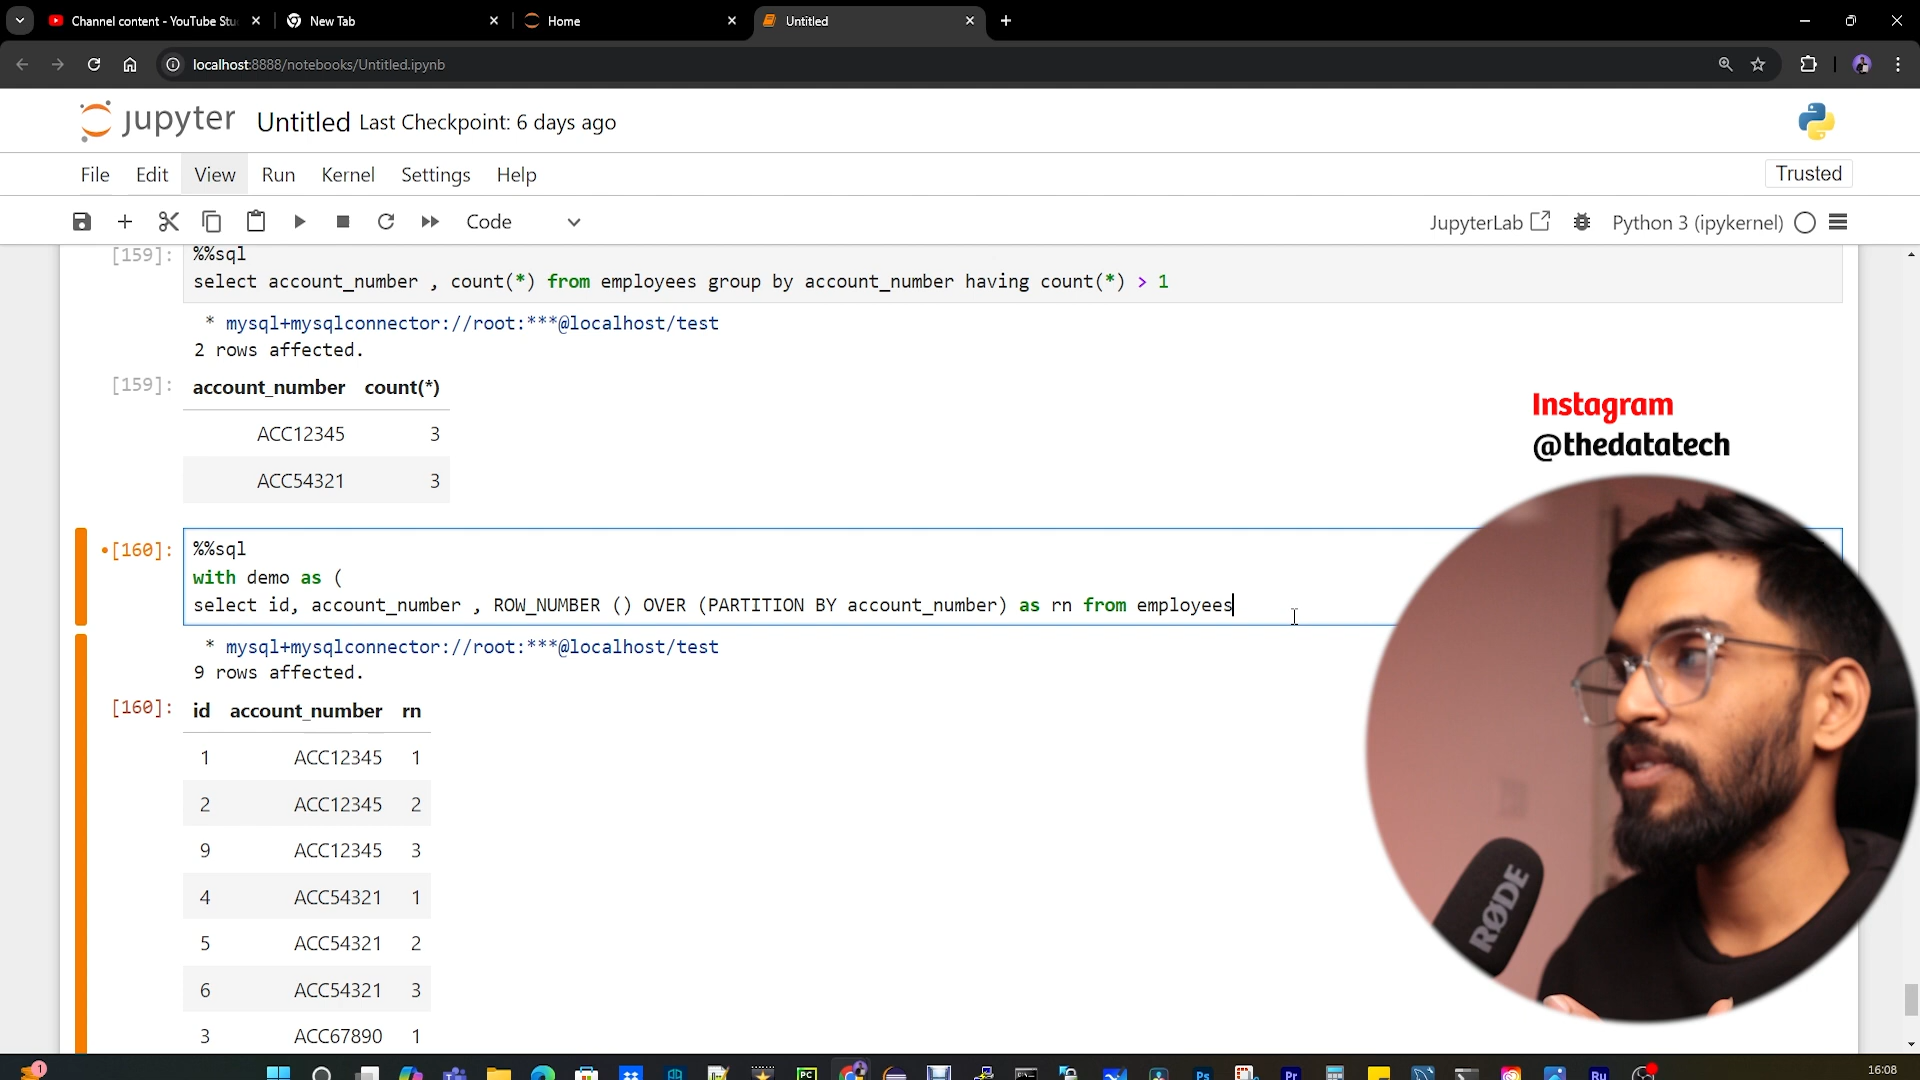 Channel content - YouTube Stu
New Tab
Home
Untitled
localhost:8888/notebooks/Untitled.ipynb
jupyter Untitled Last Checkpoint: 6 days ago
File Edit View Run Kernel Settings Help
Trusted
Code
JupyterLab
Python 3 (ipykernel)
[159]: %%sql
select account_number , count(*) from employees group by account_number having count(*) > 1
* mysql+mysqlconnector://root:***@localhost/test
2 rows affected.
[159]: account_number count(*)
ACC12345 3
ACC54321 3
Instagram
@thedatatech
•[160]: %%sql
with demo as (
select id, account_number , ROW_NUMBER () OVER (PARTITION BY account_number) as rn from employees
* mysql+mysqlconnector://root:***@localhost/test
9 rows affected.
[160]: id account_number rn
1 ACC12345 1
2 ACC12345 2
9 ACC12345 3
4 ACC54321 1
5 ACC54321 2
6 ACC54321 3
3 ACC67890 1
RØDE
1
PC
Ps
Pr
Ru
16:08